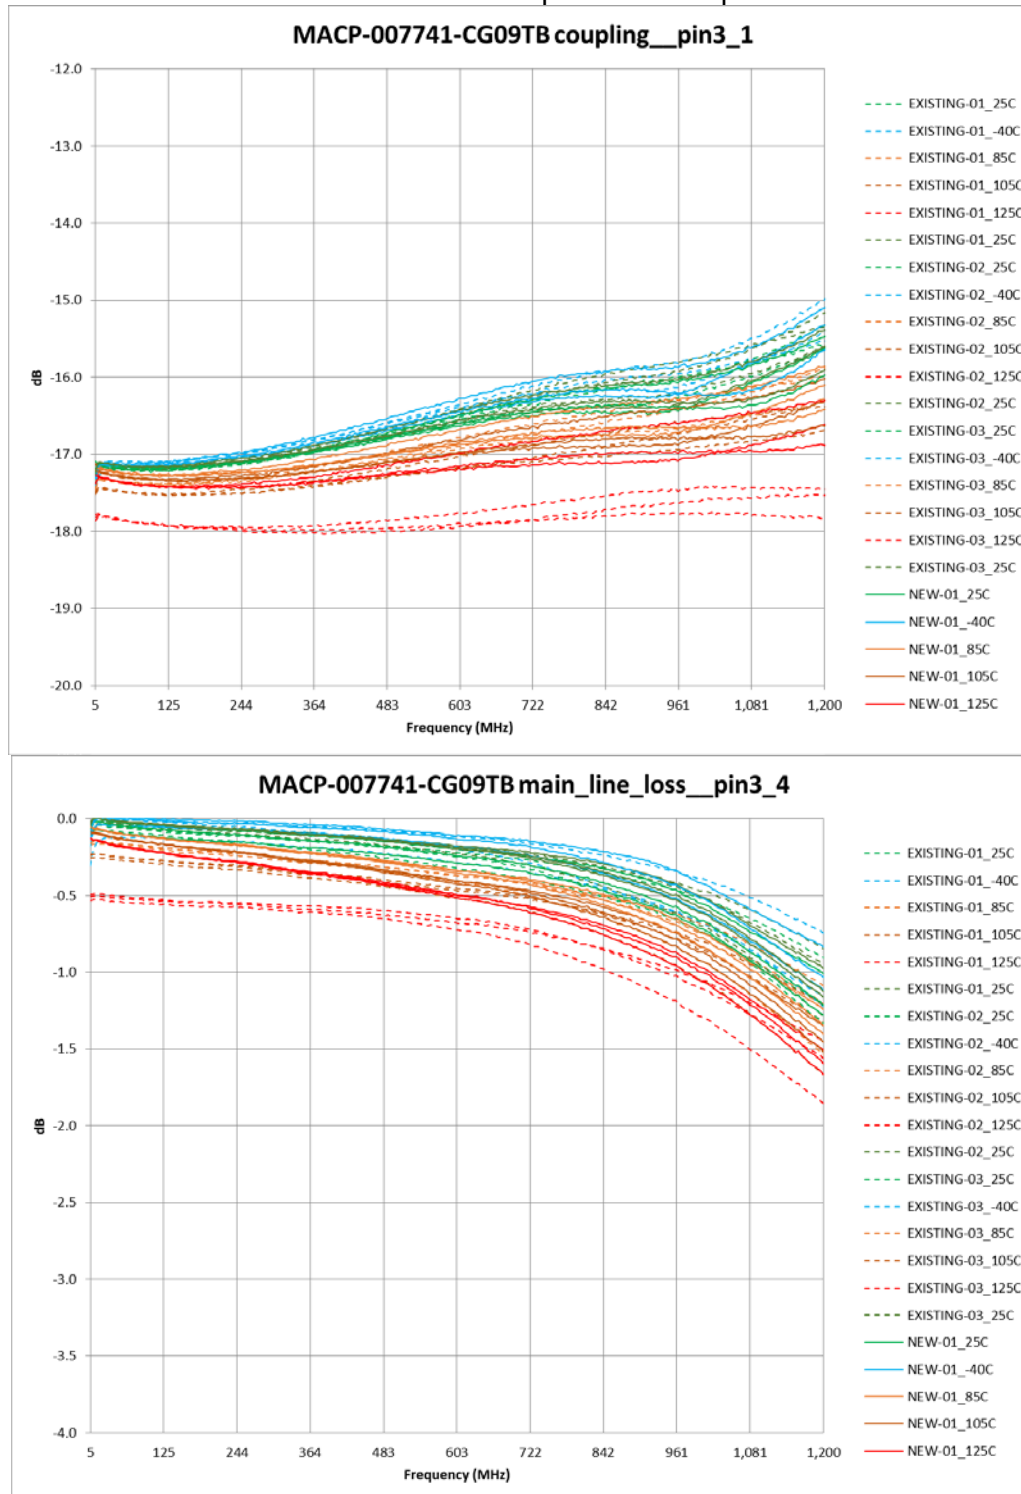 MACP-007741-CG09TB coupling__pin3_1
-12.0
-13.0
-14.0
-15.0
-16.0
-17.0
-18.0
-19.0
-20.0
dB
5 125 244 364 483 603 722 842 961 1,081 1,200
Frequency (MHz)
EXISTING-01_25C
EXISTING-01_-40C
EXISTING-01_85C
EXISTING-01_105C
EXISTING-01_125C
EXISTING-01_25C
EXISTING-02_25C
EXISTING-02_-40C
EXISTING-02_85C
EXISTING-02_105C
EXISTING-02_125C
EXISTING-02_25C
EXISTING-03_25C
EXISTING-03_-40C
EXISTING-03_85C
EXISTING-03_105C
EXISTING-03_125C
EXISTING-03_25C
NEW-01_25C
NEW-01_-40C
NEW-01_85C
NEW-01_105C
NEW-01_125C
MACP-007741-CG09TB main_line_loss__pin3_4
0.0
-0.5
-1.0
-1.5
-2.0
-2.5
-3.0
-3.5
-4.0
dB
5 125 244 364 483 603 722 842 961 1,081 1,200
Frequency (MHz)
EXISTING-01_25C
EXISTING-01_-40C
EXISTING-01_85C
EXISTING-01_105C
EXISTING-01_125C
EXISTING-01_25C
EXISTING-02_25C
EXISTING-02_-40C
EXISTING-02_85C
EXISTING-02_105C
EXISTING-02_125C
EXISTING-02_25C
EXISTING-03_25C
EXISTING-03_-40C
EXISTING-03_85C
EXISTING-03_105C
EXISTING-03_125C
EXISTING-03_25C
NEW-01_25C
NEW-01_-40C
NEW-01_85C
NEW-01_105C
NEW-01_125C